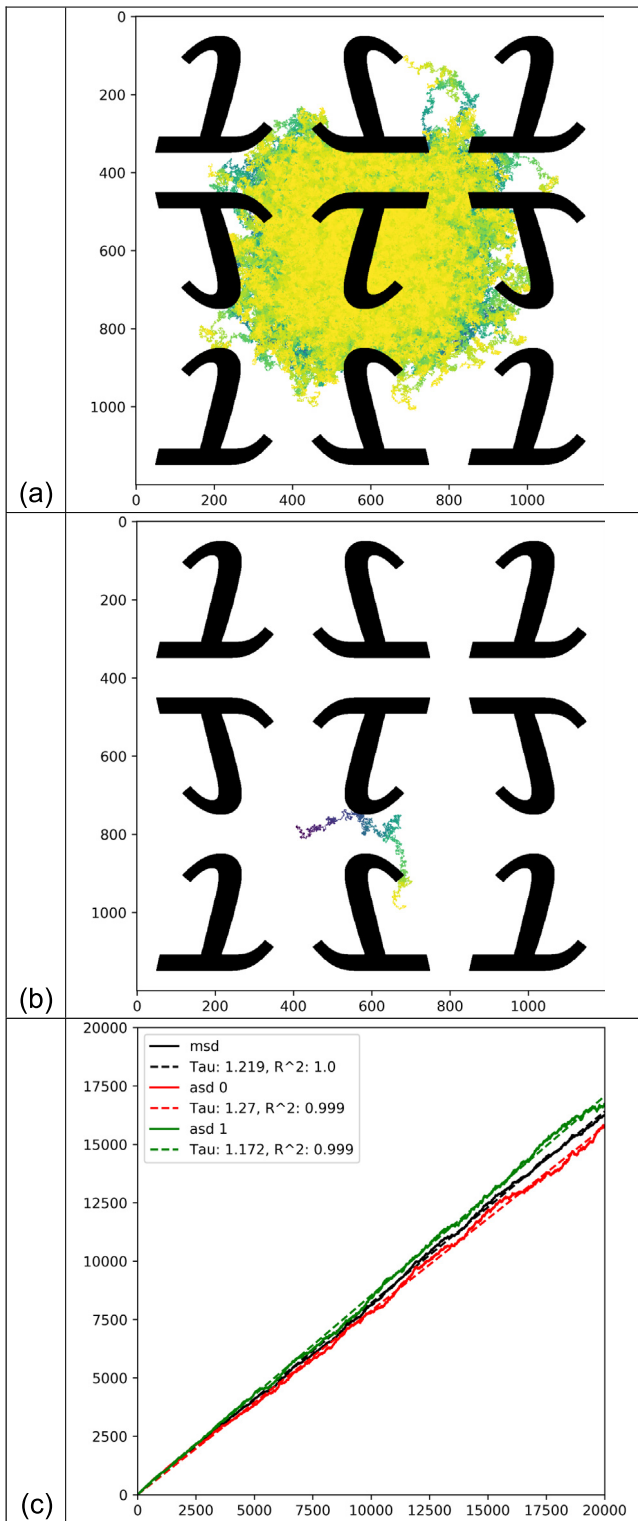 0
200
400
600
800
1000
0 200 400 600 800 1000
(a)
0
200
400
600
800
1000
0 200 400 600 800 1000
(b)
20000
17500
15000
12500
10000
7500
5000
2500
0
msd
Tau: 1.219, R^2: 1.0
asd 0
Tau: 1.27, R^2: 0.999
asd 1
Tau: 1.172, R^2: 0.999
0 2500 5000 7500 10000 12500 15000 17500 20000
(c)